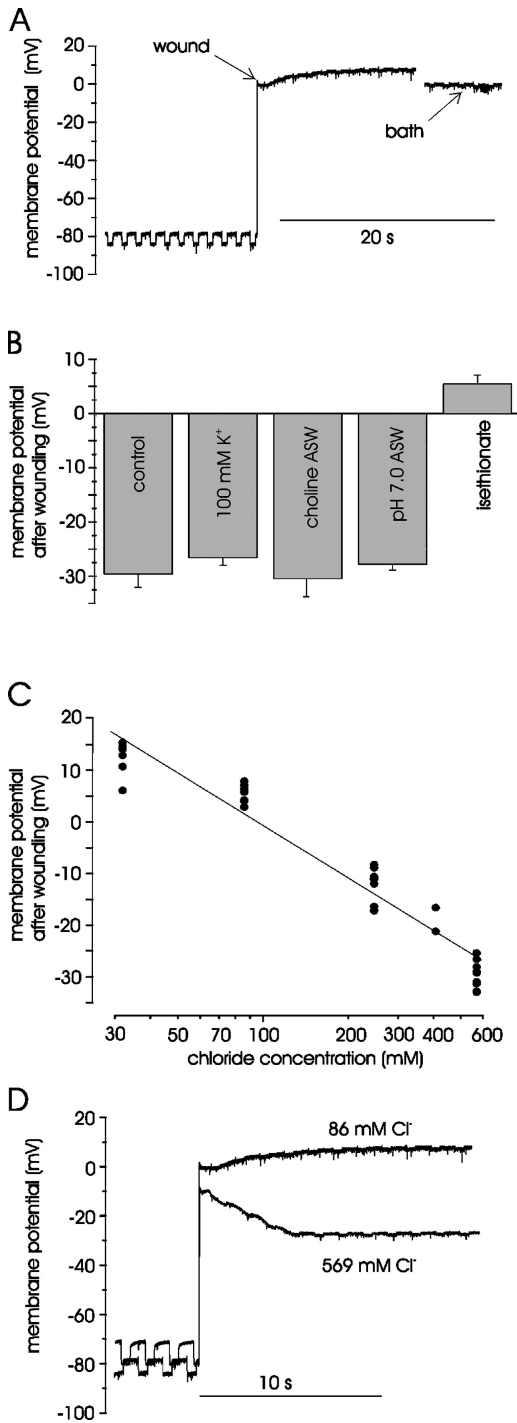 A
membrane potential (mV)
20
0
-20
-40
-60
-80
-100
wound
bath
20 s
B
membrane potential
after wounding (mV)
10
0
-10
-20
-30
control
100 mM K+
choline ASW
pH 7.0 ASW
isethionate
C
membrane potential
after wounding (mV)
20
10
0
-10
-20
-30
30 50 70 100 200 300 400 600
chloride concentration (mM)
D
membrane potential (mV)
20
0
-20
-40
-60
-80
-100
86 mM Cl-
569 mM Cl-
10 s